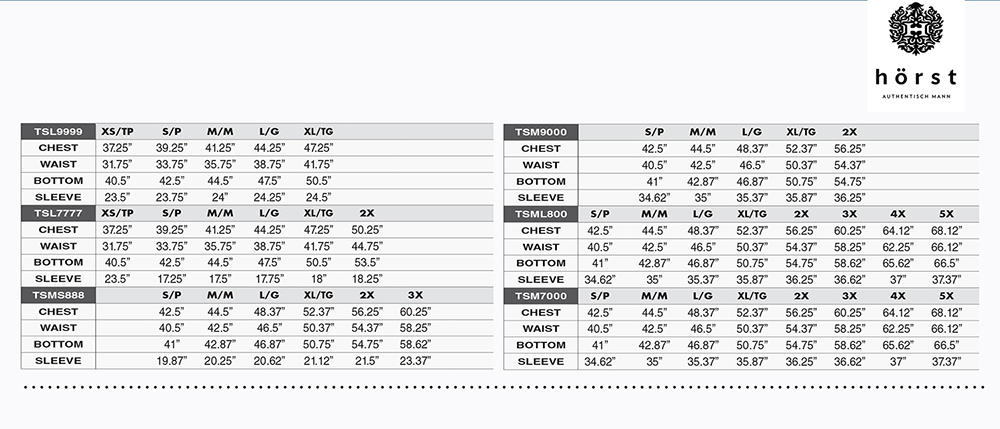 hörst
AUTHENTISCH MANN
TSL9999 XS/TP S/P M/M L/G XL/TG
CHEST 37.25” 39.25” 41.25” 44.25” 47.25”
WAIST 31.75” 33.75” 35.75” 38.75” 41.75”
BOTTOM 40.5” 42.5” 44.5” 47.5” 50.5”
SLEEVE 23.5” 23.75” 24” 24.25” 24.5”
TSL7777 XS/TP S/P M/M L/G XL/TG 2X
CHEST 37.25” 39.25” 41.25” 44.25” 47.25” 50.25”
WAIST 31.75” 33.75” 35.75” 38.75” 41.75” 44.75”
BOTTOM 40.5” 42.5” 44.5” 47.5” 50.5” 53.5”
SLEEVE 23.5” 17.25” 17.5” 17.75” 18” 18.25”
TSMS888 S/P M/M L/G XL/TG 2X 3X
CHEST 42.5” 44.5” 48.37” 52.37” 56.25” 60.25”
WAIST 40.5” 42.5” 46.5” 50.37” 54.37” 58.25”
BOTTOM 41” 42.87” 46.87” 50.75” 54.75” 58.62”
SLEEVE 19.87” 20.25” 20.62” 21.12” 21.5” 23.37”
TSM9000 S/P M/M L/G XL/TG 2X
CHEST 42.5” 44.5” 48.37” 52.37” 56.25”
WAIST 40.5” 42.5” 46.5” 50.37” 54.37”
BOTTOM 41” 42.87” 46.87” 50.75” 54.75”
SLEEVE 34.62” 35” 35.37” 35.87” 36.25”
TSML800 S/P M/M L/G XL/TG 2X 3X 4X 5X
CHEST 42.5” 44.5” 48.37” 52.37” 56.25” 60.25” 64.12” 68.12”
WAIST 40.5” 42.5” 46.5” 50.37” 54.37” 58.25” 62.25” 66.12”
BOTTOM 41” 42.87” 46.87” 50.75” 54.75” 58.62” 65.62” 66.5”
SLEEVE 34.62” 35” 35.37” 35.87” 36.25” 36.62” 37” 37.37”
TSM7000 S/P M/M L/G XL/TG 2X 3X 4X 5X
CHEST 42.5” 44.5” 48.37” 52.37” 56.25” 60.25” 64.12” 68.12”
WAIST 40.5” 42.5” 46.5” 50.37” 54.37” 58.25” 62.25” 66.12”
BOTTOM 41” 42.87” 46.87” 50.75” 54.75” 58.62” 65.62” 66.5”
SLEEVE 34.62” 35” 35.37” 35.87” 36.25” 36.62” 37” 37.37”